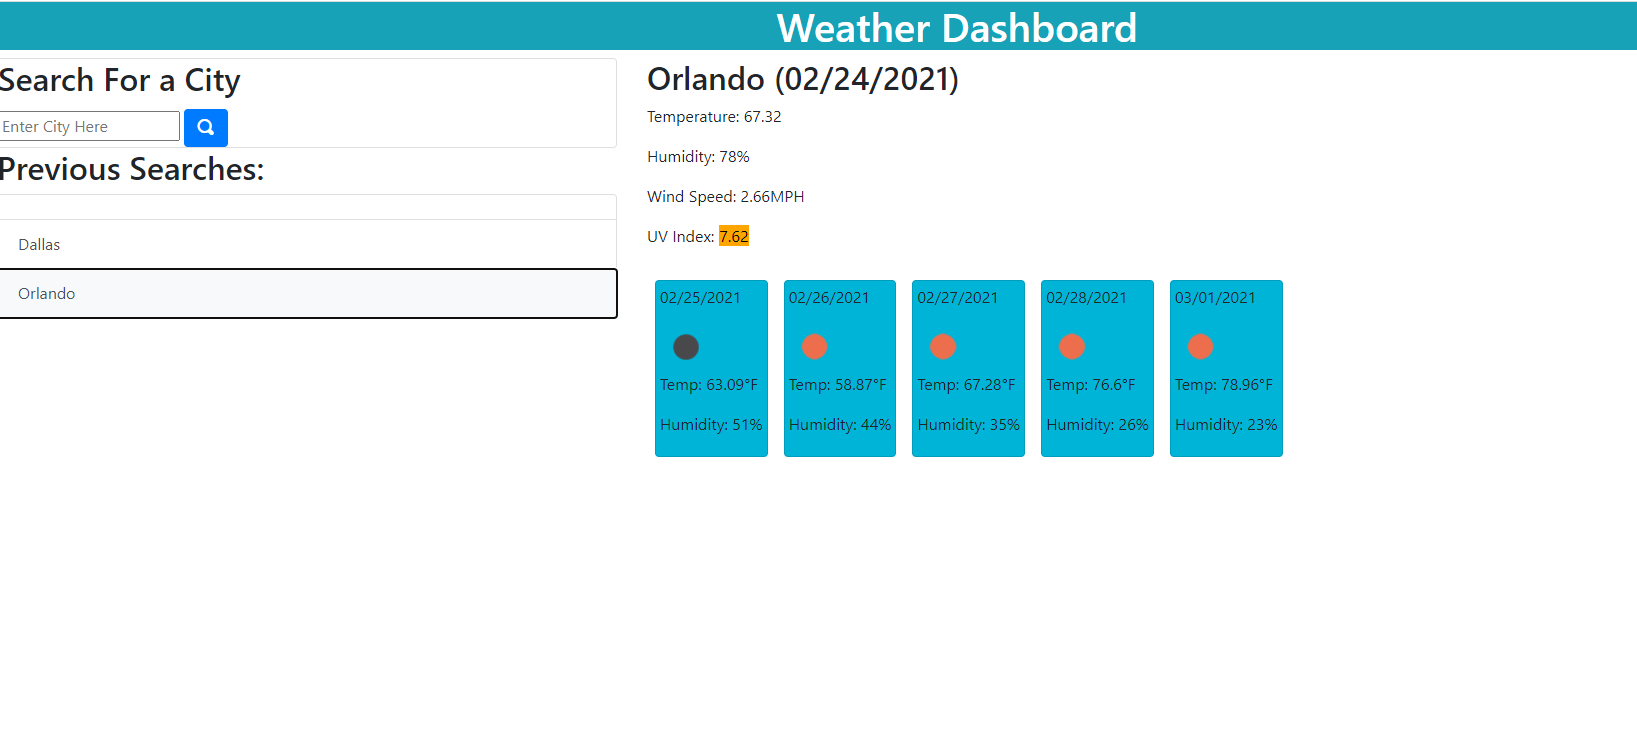 Weather Dashboard
Search For a City
Enter City Here
Previous Searches:
Dallas
Orlando
Orlando (02/24/2021)
Temperature: 67.32
Humidity: 78%
Wind Speed: 2.66MPH
UV Index: 7.62
02/25/2021
Temp: 63.09°F
Humidity: 51%
02/26/2021
Temp: 58.87°F
Humidity: 44%
02/27/2021
Temp: 67.28°F
Humidity: 35%
02/28/2021
Temp: 76.6°F
Humidity: 26%
03/01/2021
Temp: 78.96°F
Humidity: 23%